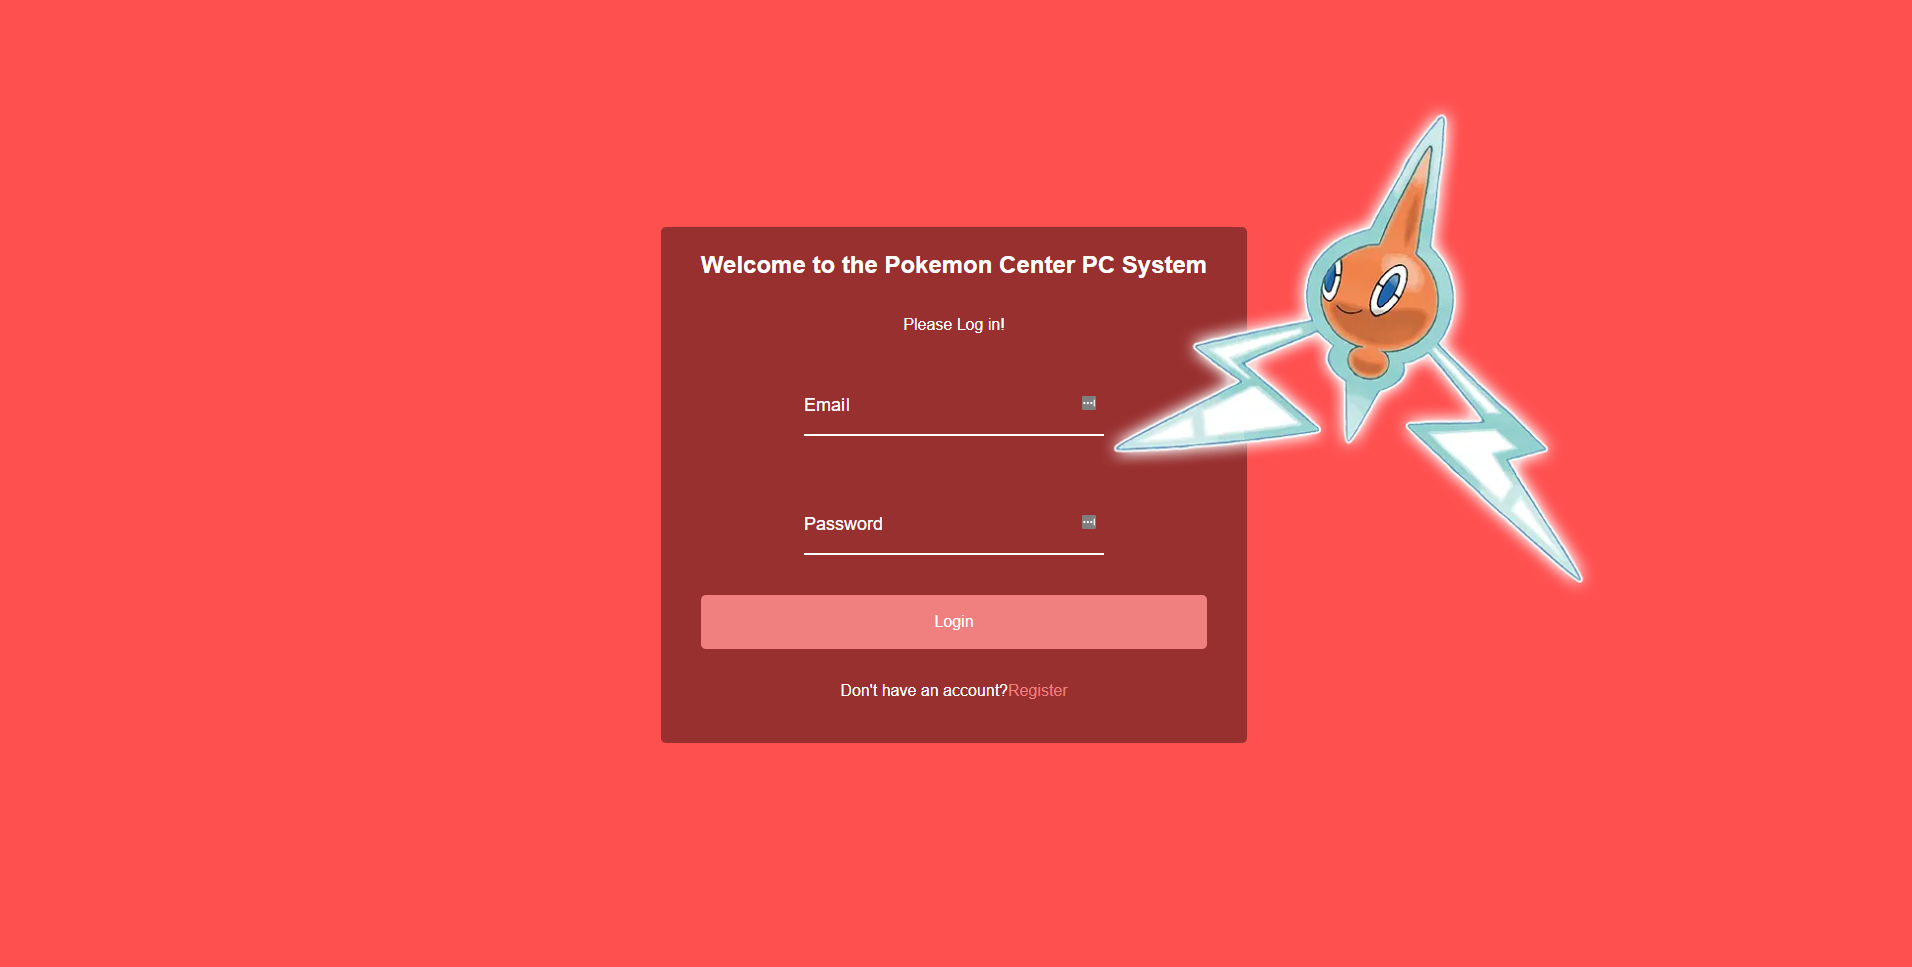 Welcome to the Pokemon Center PC System
Please Log in!
Email
Password
Login
Don't have an account?Register